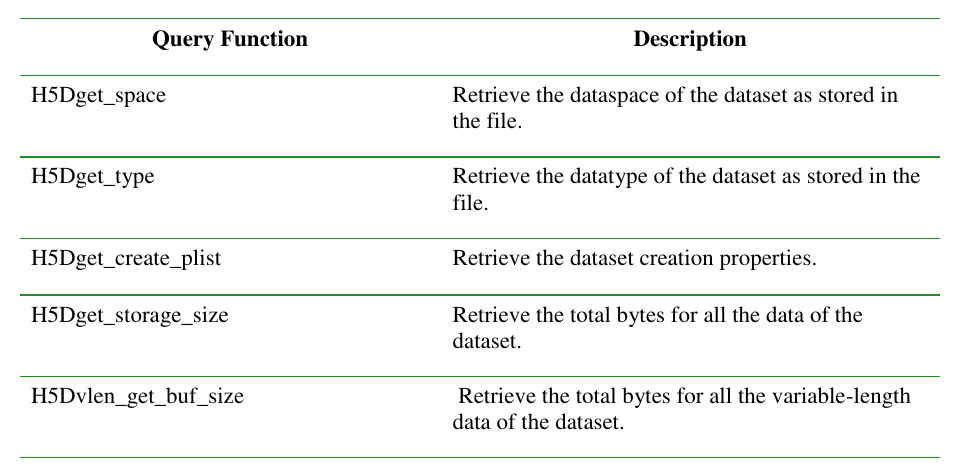 Query Function Description
H5Dget_space Retrieve the dataspace of the dataset as stored in
the file.
H5Dget_type Retrieve the datatype of the dataset as stored in the
file.
H5Dget_create_plist Retrieve the dataset creation properties.
H5Dget_storage_size Retrieve the total bytes for all the data of the
dataset.
H5Dvlen_get_buf_size Retrieve the total bytes for all the variable-length
data of the dataset.